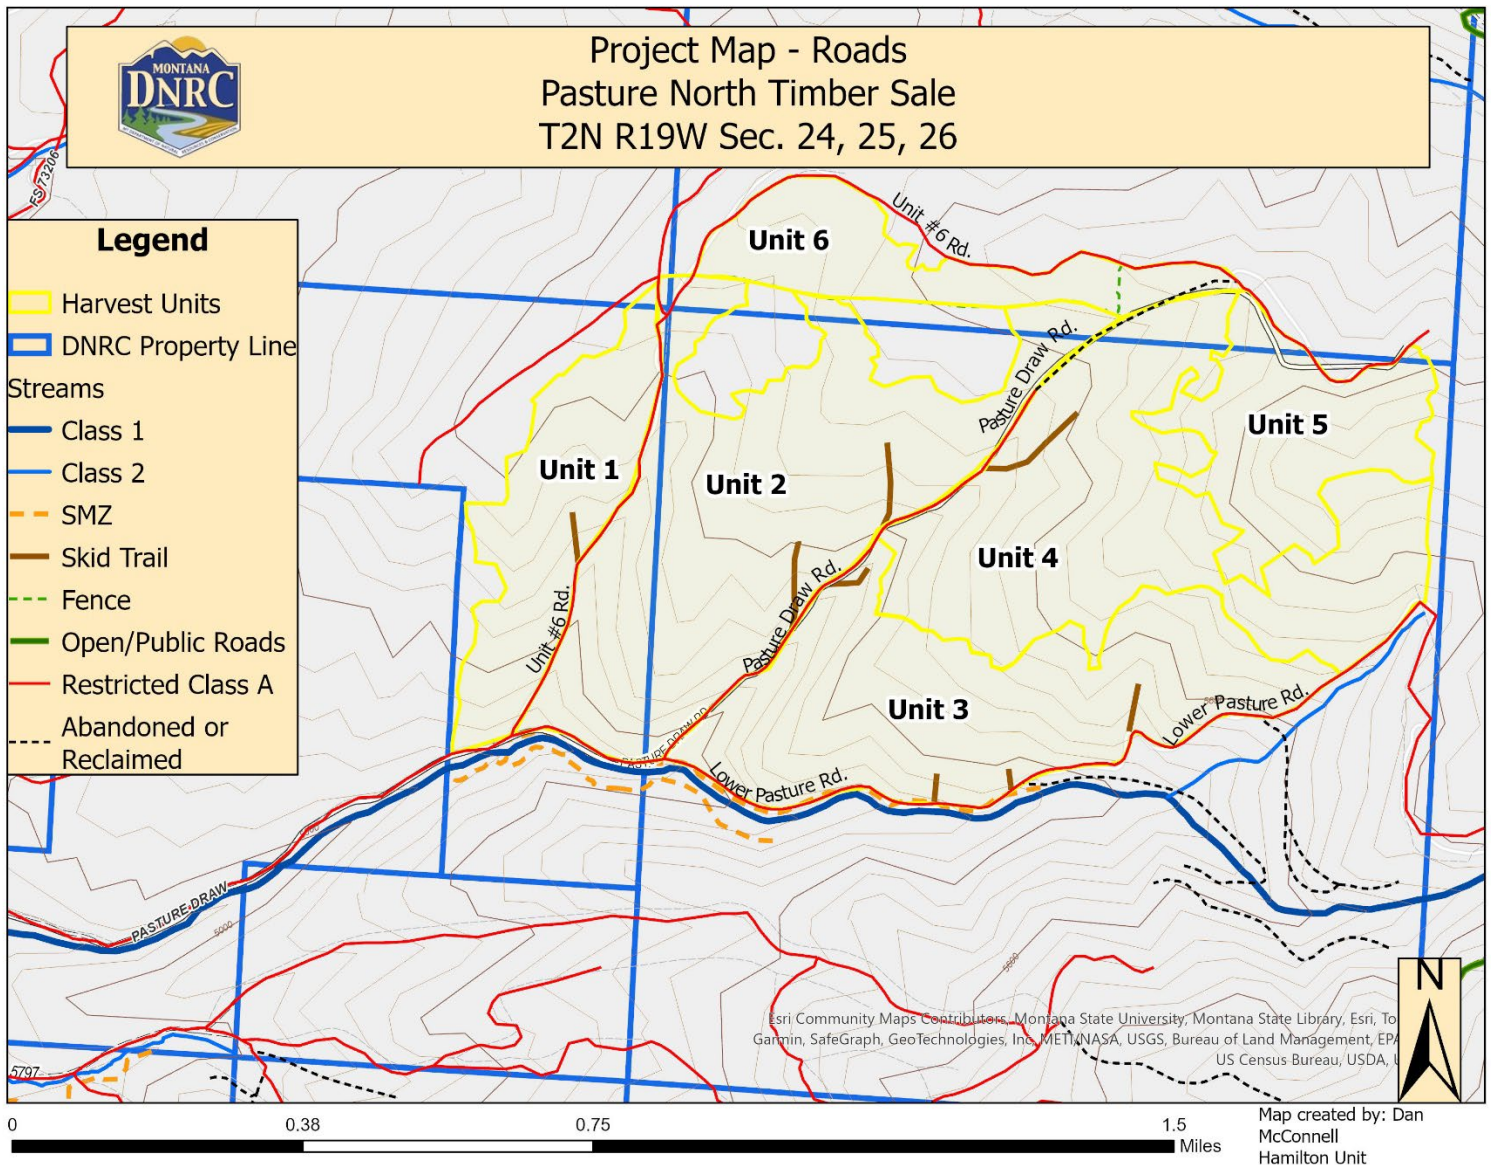 Project Map - Roads
Pasture North Timber Sale
T2N R19W Sec. 24, 25, 26
MONTANA
DNRC
FS 73206
Legend
Harvest Units
DNRC Property Line
Streams
Class 1
Class 2
SMZ
Skid Trail
Fence
Open/Public Roads
Restricted Class A
Abandoned or
Reclaimed
Unit 6
Unit #6 Rd.
Pasture Draw Rd.
Unit 5
Unit 1
Unit 2
Unit 4
Unit #6 Rd.
Pasture Draw Rd.
Unit 3
Lower Pasture Rd.
PASTURE DRAW RD
Lower Pasture Rd.
PASTURE DRAW
5000
5600
5797
Esri Community Maps Contributors, Montana State University, Montana State Library, Esri, To
Garmin, SafeGraph, GeoTechnologies, Inc, METI/NASA, USGS, Bureau of Land Management, EPA
US Census Bureau, USDA, U
N
0 0.38 0.75 1.5
Miles
Map created by: Dan
McConnell
Hamilton Unit